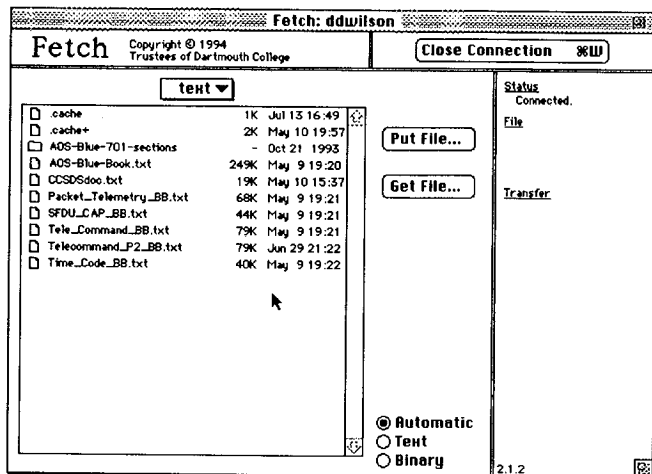 Fetch: ddwilson
Fetch
Copyright © 1994
Trustees of Dartmouth College
Close Connection ⌘W
text
.cache 1K Jul 13 16:49
.cache+ 2K May 10 19:57
AOS-Blue-701-sections - Oct 21 1993
AOS-Blue-Book.txt 249K May 9 19:20
CCSDSdoc.txt 19K May 10 15:37
Packet_Telemetry_BB.txt 68K May 9 19:21
SFDU_CAP_BB.txt 44K May 9 19:21
Tele_Command_BB.txt 79K May 9 19:21
Telecommand_P2_BB.txt 79K Jun 29 21:22
Time_Code_BB.txt 40K May 9 19:22
Put File...
Get File...
Automatic
Text
Binary
Status
Connected.
File
Transfer
2.1.2